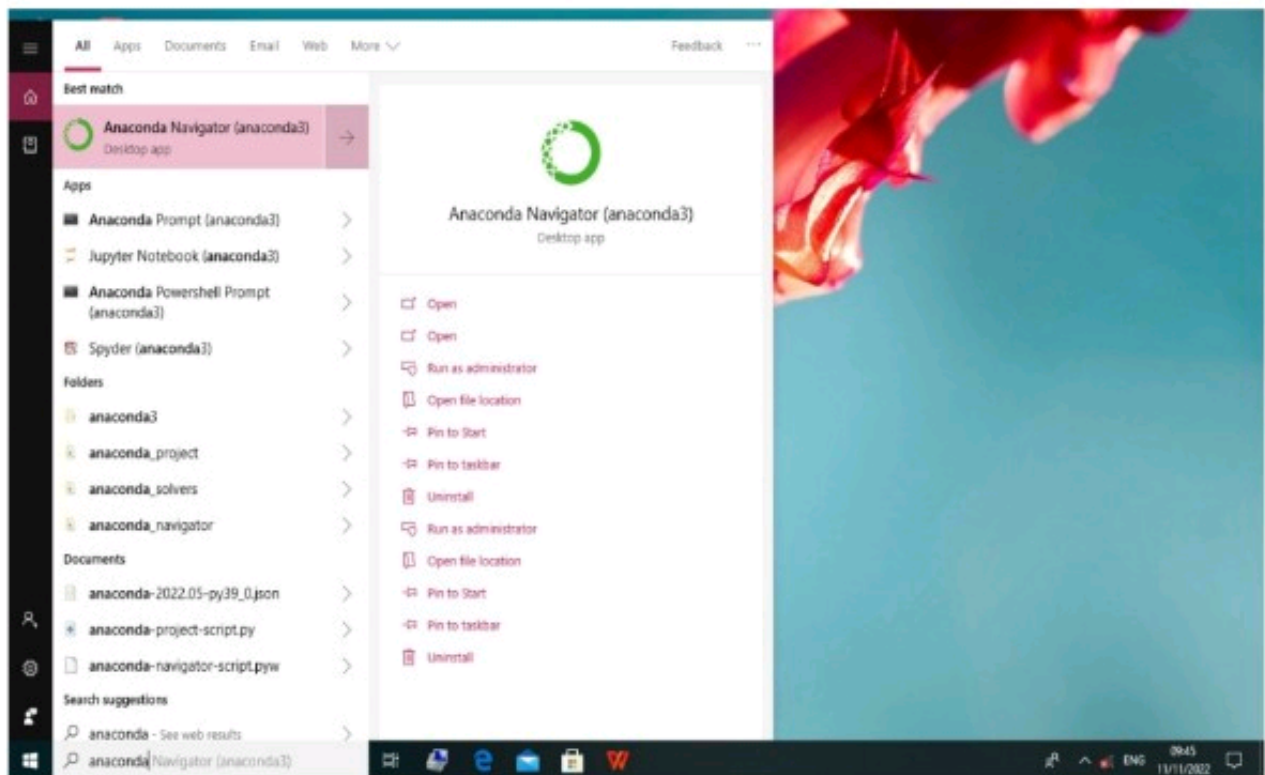 All Apps Documents Email Web More Feedback ...
Best match
Anaconda Navigator (anaconda3)
Desktop app
Apps
Anaconda Prompt (anaconda3)
Jupyter Notebook (anaconda3)
Anaconda Powershell Prompt
(anaconda3)
Spyder (anaconda3)
Folders
anaconda3
anaconda_project
anaconda_solvers
anaconda_navigator
Documents
anaconda-2022.05-py39_0.json
anaconda-project-script.py
anaconda-navigator-script.pyw
Search suggestions
anaconda - See web results
anaconda Navigator (anaconda3)
Anaconda Navigator (anaconda3)
Desktop app
Open
Open
Run as administrator
Open file location
Pin to Start
Pin to taskbar
Uninstall
Run as administrator
Open file location
Pin to Start
Pin to taskbar
Uninstall
ENG
09:45
11/11/2022